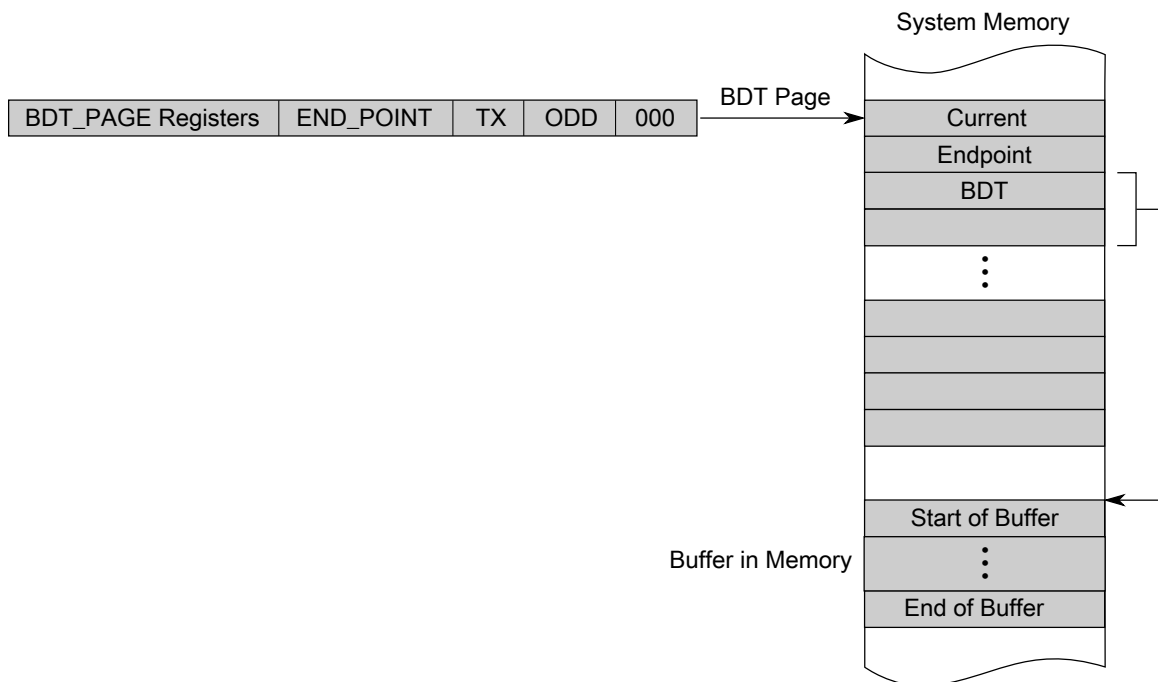 System Memory
BDT_PAGE Registers END_POINT TX ODD 000
BDT Page
Current
Endpoint
BDT
Start of Buffer
Buffer in Memory
End of Buffer